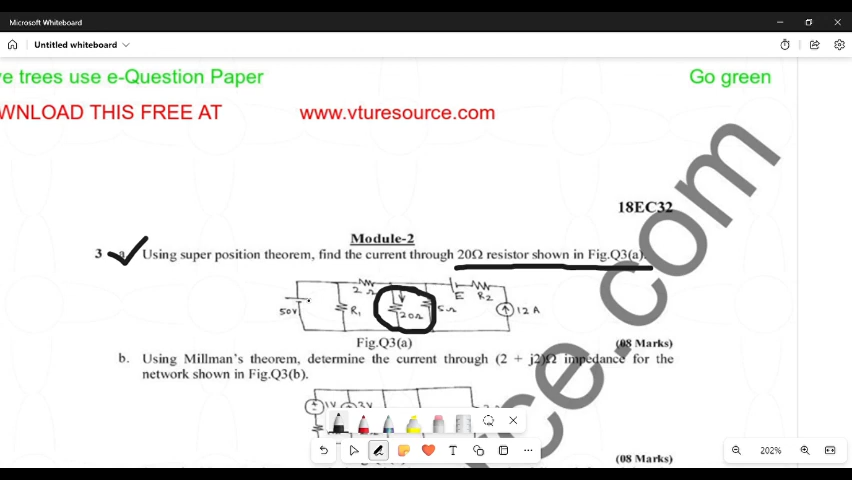 Microsoft Whiteboard
Untitled whiteboard
e trees use e-Question Paper
Go green
WNLOAD THIS FREE AT www.vturesource.com
18EC32
Module-2
3 a. Using super position theorem, find the current through 20Ω resistor shown in Fig.Q3(a).
2Ω
50V
R1
20Ω
5Ω
E
R2
12 A
Fig.Q3(a)
(08 Marks)
b. Using Millman's theorem, determine the current through (2 + j2)Ω impedance for the
network shown in Fig.Q3(b).
1V
(08 Marks)
ce.com
202%